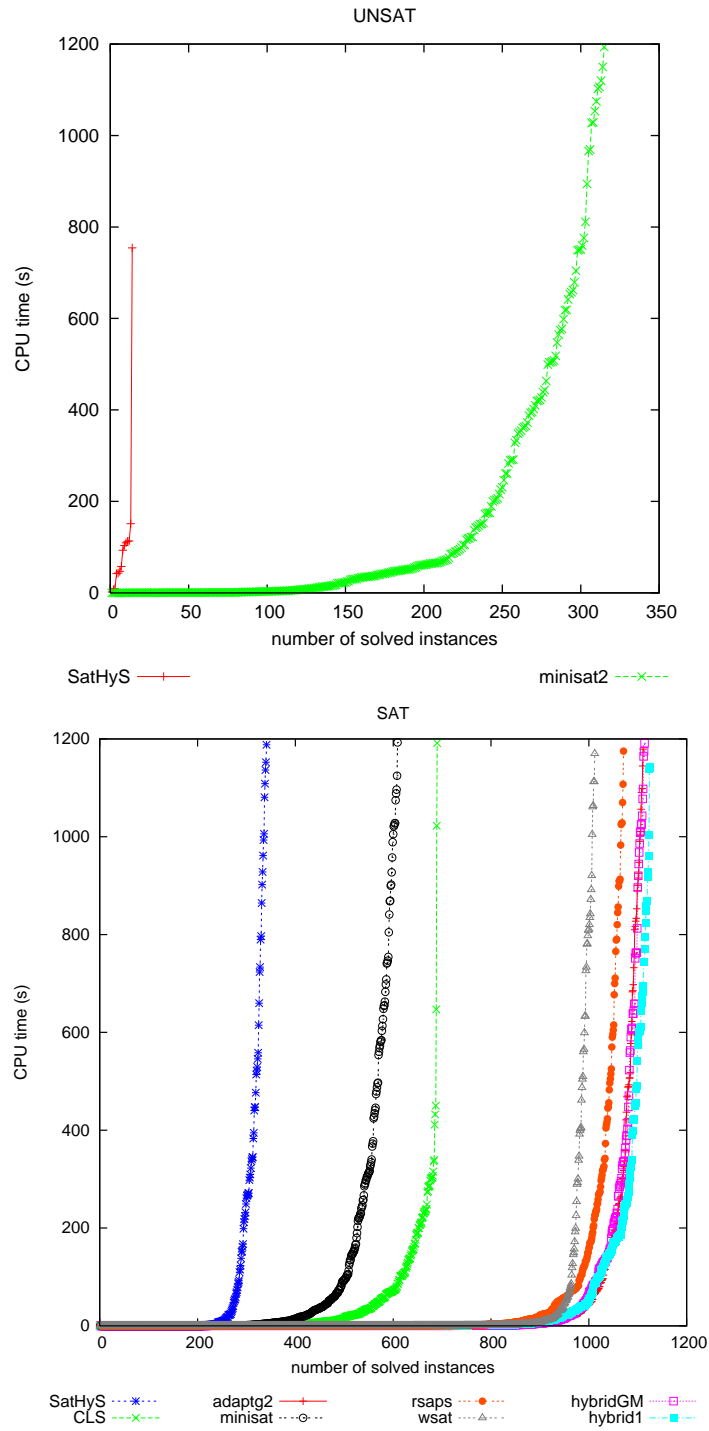 UNSAT
1200
1000
800
600
400
200
0
CPU time (s)
0 50 100 150 200 250 300 350
number of solved instances
SatHyS minisat2
SAT
1200
1000
800
600
400
200
0
CPU time (s)
0 200 400 600 800 1000 1200
number of solved instances
SatHyS adaptg2 rsaps hybridGM
CLS minisat wsat hybrid1